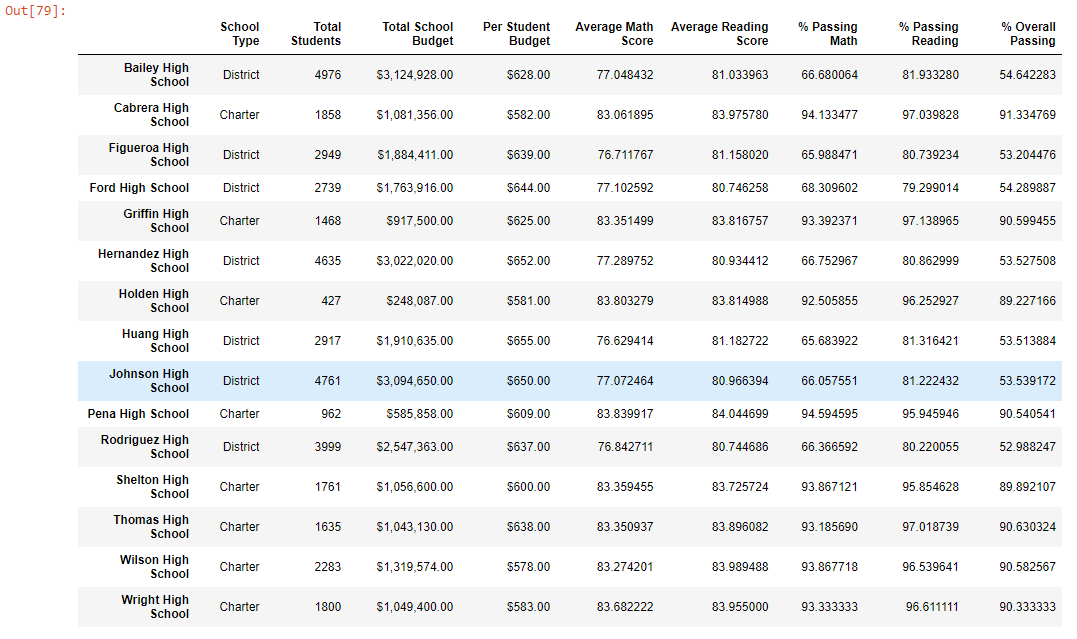 Out[79]:
School Type Total Students Total School Budget Per Student Budget Average Math Score Average Reading Score % Passing Math % Passing Reading % Overall Passing
Bailey High School District 4976 $3,124,928.00 $628.00 77.048432 81.033963 66.680064 81.933280 54.642283
Cabrera High School Charter 1858 $1,081,356.00 $582.00 83.061895 83.975780 94.133477 97.039828 91.334769
Figueroa High School District 2949 $1,884,411.00 $639.00 76.711767 81.158020 65.988471 80.739234 53.204476
Ford High School District 2739 $1,763,916.00 $644.00 77.102592 80.746258 68.309602 79.299014 54.289887
Griffin High School Charter 1468 $917,500.00 $625.00 83.351499 83.816757 93.392371 97.138965 90.599455
Hernandez High School District 4635 $3,022,020.00 $652.00 77.289752 80.934412 66.752967 80.862999 53.527508
Holden High School Charter 427 $248,087.00 $581.00 83.803279 83.814988 92.505855 96.252927 89.227166
Huang High School District 2917 $1,910,635.00 $655.00 76.629414 81.182722 65.683922 81.316421 53.513884
Johnson High School District 4761 $3,094,650.00 $650.00 77.072464 80.966394 66.057551 81.222432 53.539172
Pena High School Charter 962 $585,858.00 $609.00 83.839917 84.044699 94.594595 95.945946 90.540541
Rodriguez High School District 3999 $2,547,363.00 $637.00 76.842711 80.744686 66.366592 80.220055 52.988247
Shelton High School Charter 1761 $1,056,600.00 $600.00 83.359455 83.725724 93.867121 95.854628 89.892107
Thomas High School Charter 1635 $1,043,130.00 $638.00 83.350937 83.896082 93.185690 97.018739 90.630324
Wilson High School Charter 2283 $1,319,574.00 $578.00 83.274201 83.989488 93.867718 96.539641 90.582567
Wright High School Charter 1800 $1,049,400.00 $583.00 83.682222 83.955000 93.333333 96.611111 90.333333